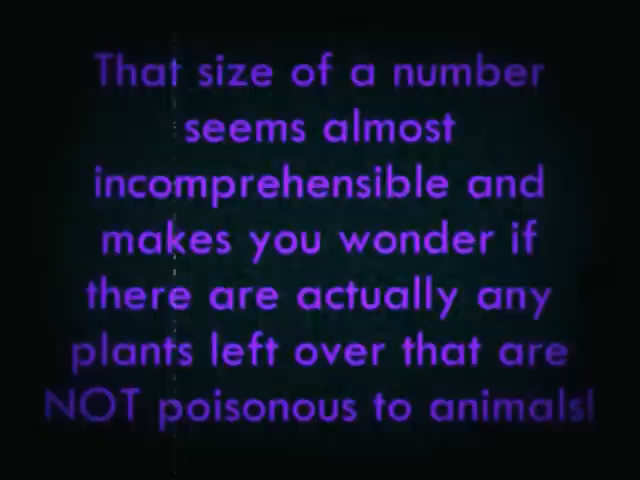 That size of a number
seems almost
incomprehensible and
makes you wonder if
there are actually any
plants left over that are
NOT poisonous to animals!